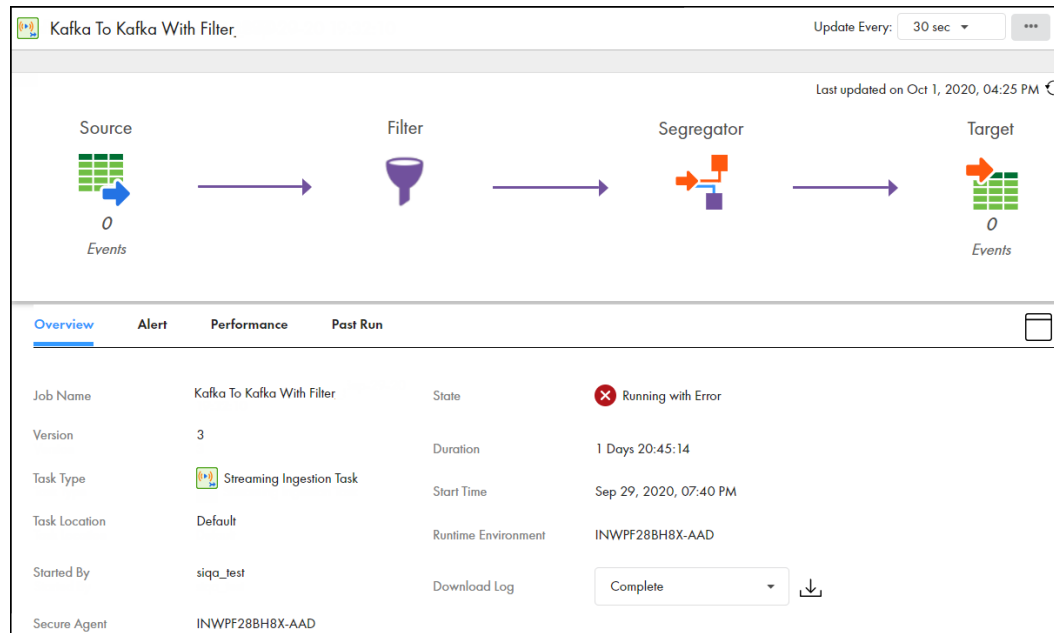 Kafka To Kafka With Filter
Update Every: 30 sec
Last updated on Oct 1, 2020, 04:25 PM
Source Filter Segregator Target
0 0
Events Events
Overview Alert Performance Past Run
Job Name Kafka To Kafka With Filter
State Running with Error
Version 3
Duration 1 Days 20:45:14
Task Type Streaming Ingestion Task
Start Time Sep 29, 2020, 07:40 PM
Task Location Default
Runtime Environment INWPF28BH8X-AAD
Started By siqa_test
Download Log Complete
Secure Agent INWPF28BH8X-AAD